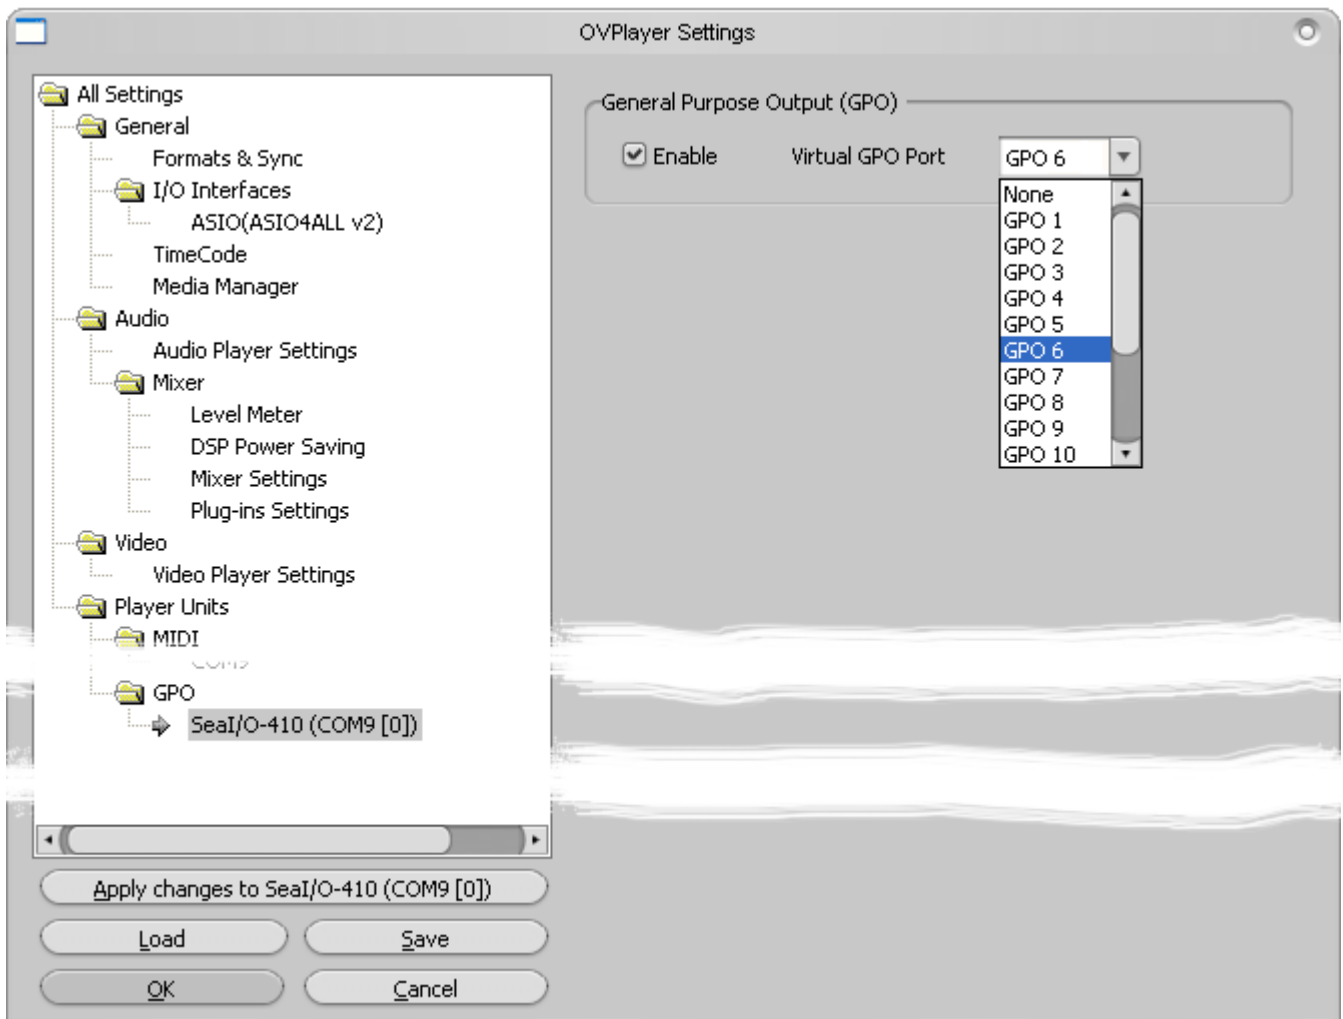 OVPlayer Settings
All Settings
General
Formats & Sync
I/O Interfaces
ASIO(ASIO4ALL v2)
TimeCode
Media Manager
Audio
Audio Player Settings
Mixer
Level Meter
DSP Power Saving
Mixer Settings
Plug-ins Settings
Video
Video Player Settings
Player Units
MIDI
COM9
GPO
SeaI/O-410 (COM9 [0])
Apply changes to SeaI/O-410 (COM9 [0])
Load
Save
OK
Cancel
General Purpose Output (GPO)
Enable
Virtual GPO Port
GPO 6
None
GPO 1
GPO 2
GPO 3
GPO 4
GPO 5
GPO 6
GPO 7
GPO 8
GPO 9
GPO 10